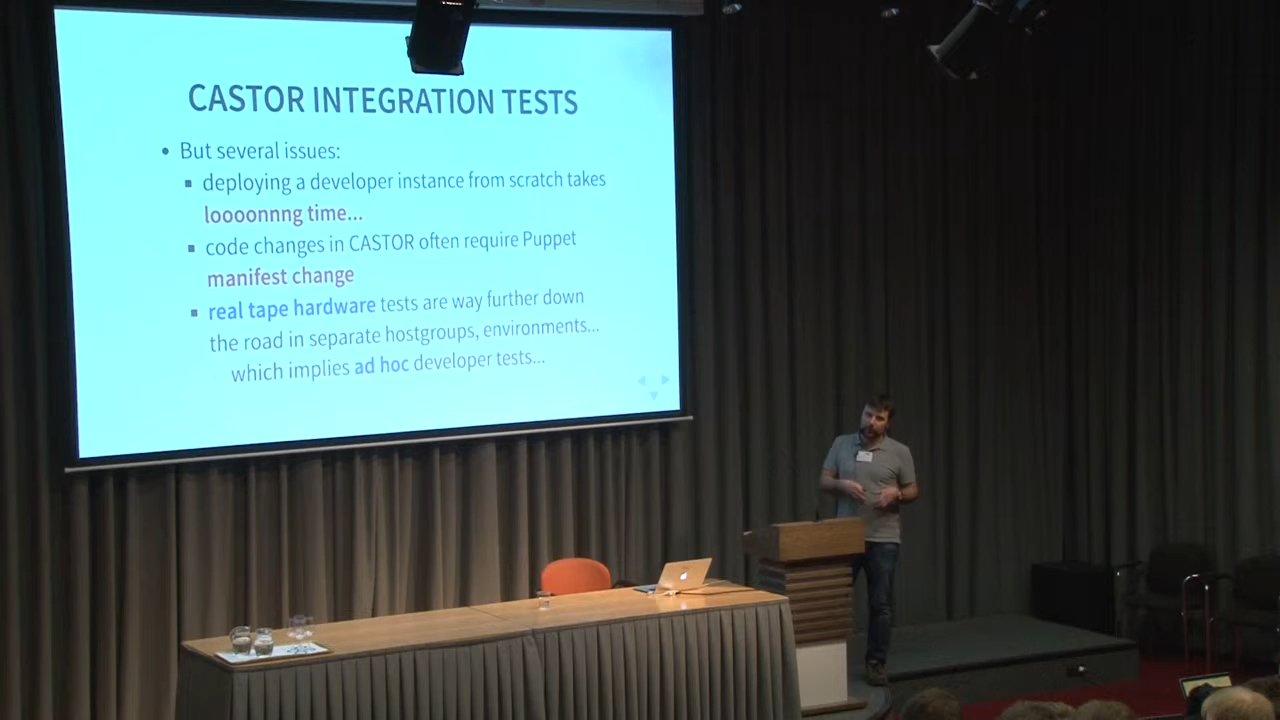 CASTOR INTEGRATION TESTS
• But several issues:
▪ deploying a developer instance from scratch takes
loooonnng time...
▪ code changes in CASTOR often require Puppet
manifest change
▪ real tape hardware tests are way further down
the road in separate hostgroups, environments...
which implies ad hoc developer tests...